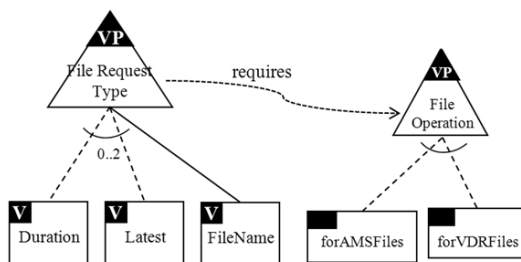 VP
File Request
Type
requires
VP
File
Operation
0..2
V
Duration
V
Latest
V
FileName
forAMSFiles
forVDRFiles